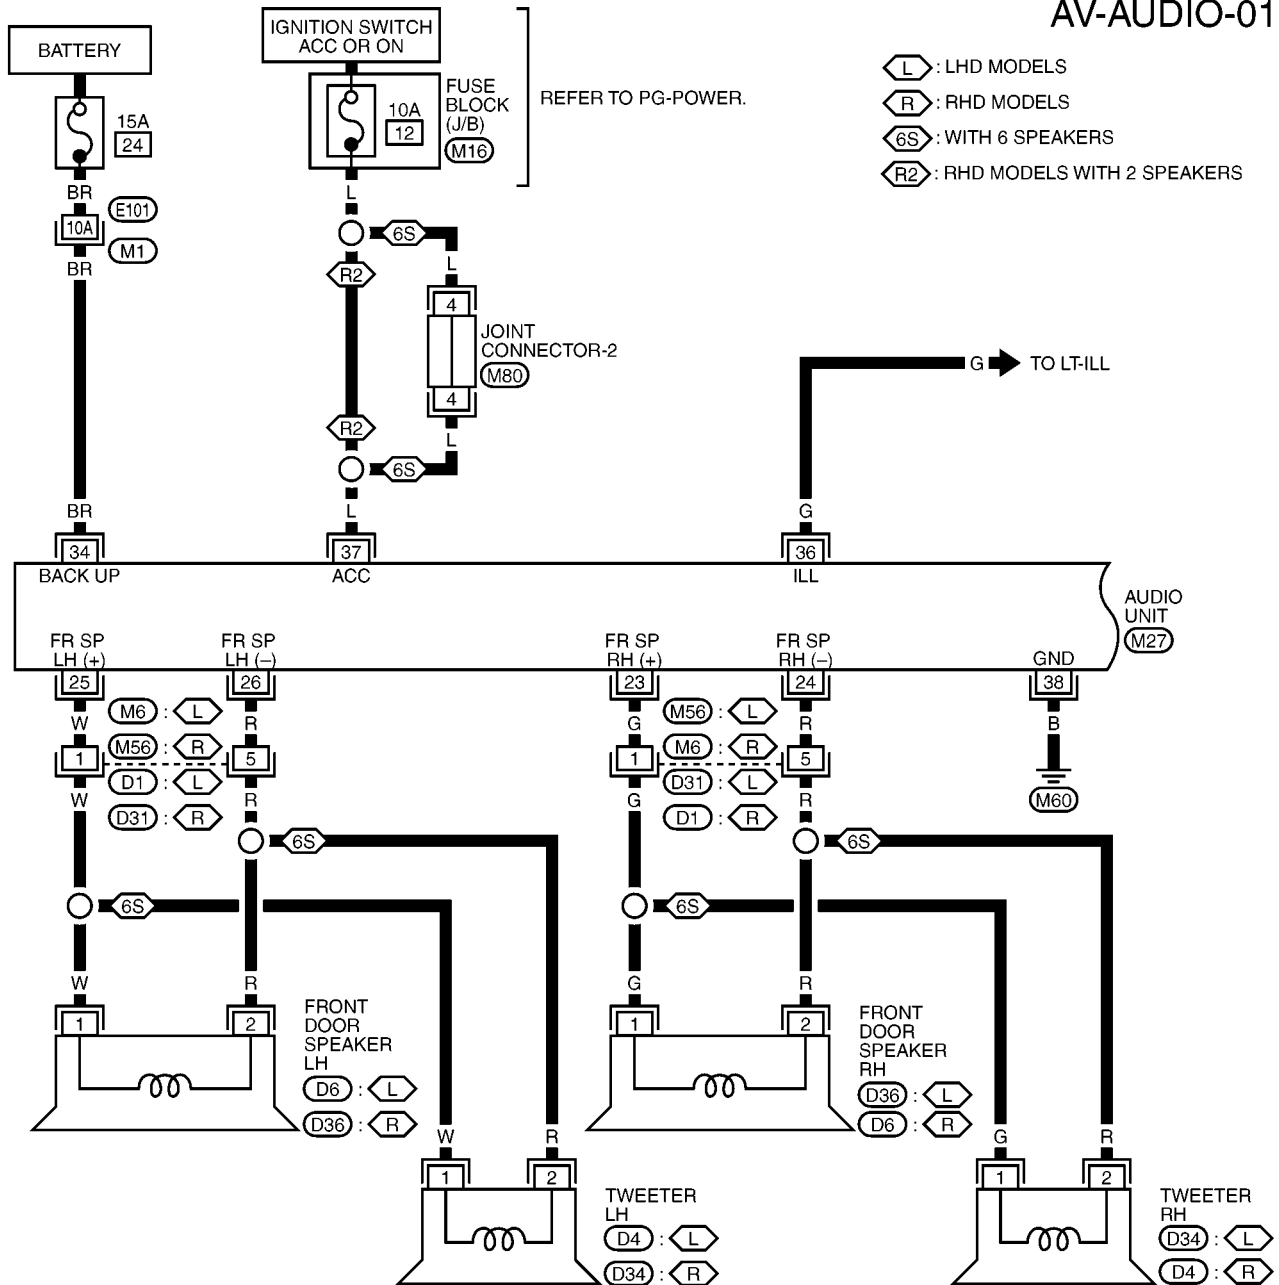 AV-AUDIO-01
BATTERY
IGNITION SWITCH
ACC OR ON
15A
24
10A
12
FUSE
BLOCK
(J/B)
M16
REFER TO PG-POWER.
L : LHD MODELS
R : RHD MODELS
6S : WITH 6 SPEAKERS
R2 : RHD MODELS WITH 2 SPEAKERS
BR
E101
10A
M1
BR
L
6S
R2
L
4
JOINT
CONNECTOR-2
M80
4
R2
L
6S
G TO LT-ILL
BR
L
G
34
37
36
BACK UP
ACC
ILL
AUDIO
UNIT
M27
FR SP
LH (+)
FR SP
LH (–)
FR SP
RH (+)
FR SP
RH (–)
GND
25
26
23
24
38
W
M6 : L
R
G
M56 : L
R
B
1
M56 : R
5
1
M6 : R
5
W
D1 : L
R
G
D31 : L
R
M60
D31 : R
D1 : R
6S
6S
6S
6S
W
R
G
R
1
2
FRONT
DOOR
SPEAKER
LH
D6 : L
D36 : R
1
2
FRONT
DOOR
SPEAKER
RH
D36 : L
D6 : R
W
R
G
R
1
2
TWEETER
LH
D4 : L
D34 : R
1
2
TWEETER
RH
D34 : L
D4 : R